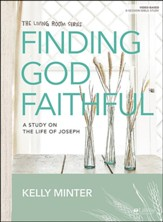 THE LIVING ROOM SERIES
FINDING
GOD
FAITHFUL
A STUDY ON
THE LIFE OF JOSEPH
KELLY MINTER